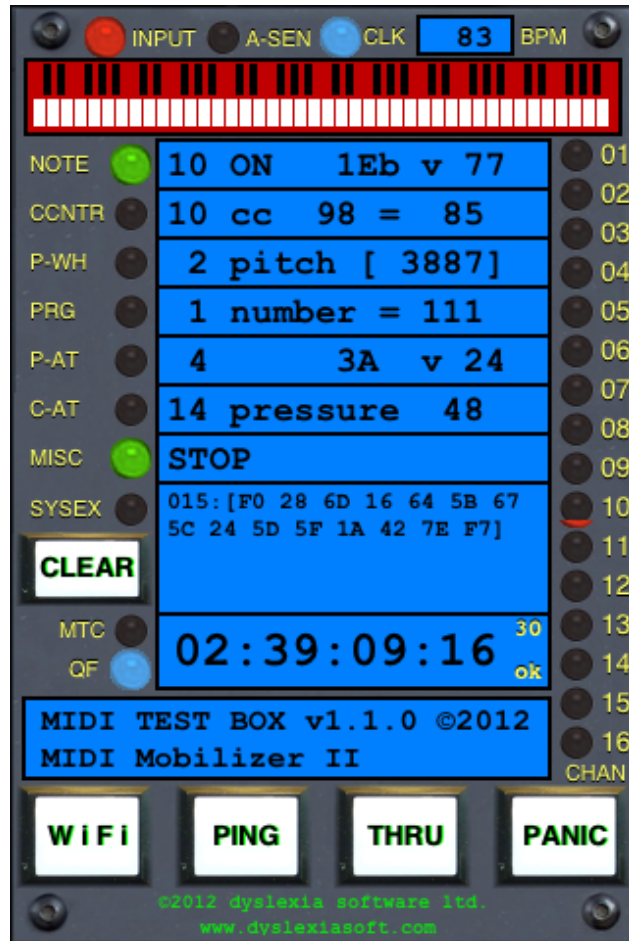 INPUT A-SEN CLK 83 BPM
NOTE 10 ON 1Eb v 77 01
CCNTR 10 cc 98 = 85 02
03
P-WH 2 pitch [ 3887] 04
PRG 1 number = 111 05
P-AT 4 3A v 24 06
07
C-AT 14 pressure 48 08
MISC STOP 09
SYSEX 015:[F0 28 6D 16 64 5B 67 10
5C 24 5D 5F 1A 42 7E F7]
CLEAR 11
12
MTC 13
QF 02:39:09:16 30 ok 14
15
MIDI TEST BOX v1.1.0 ©2012
MIDI Mobilizer II 16
CHAN
WiFi PING THRU PANIC
©2012 dyslexia software ltd.
www.dyslexiasoft.com